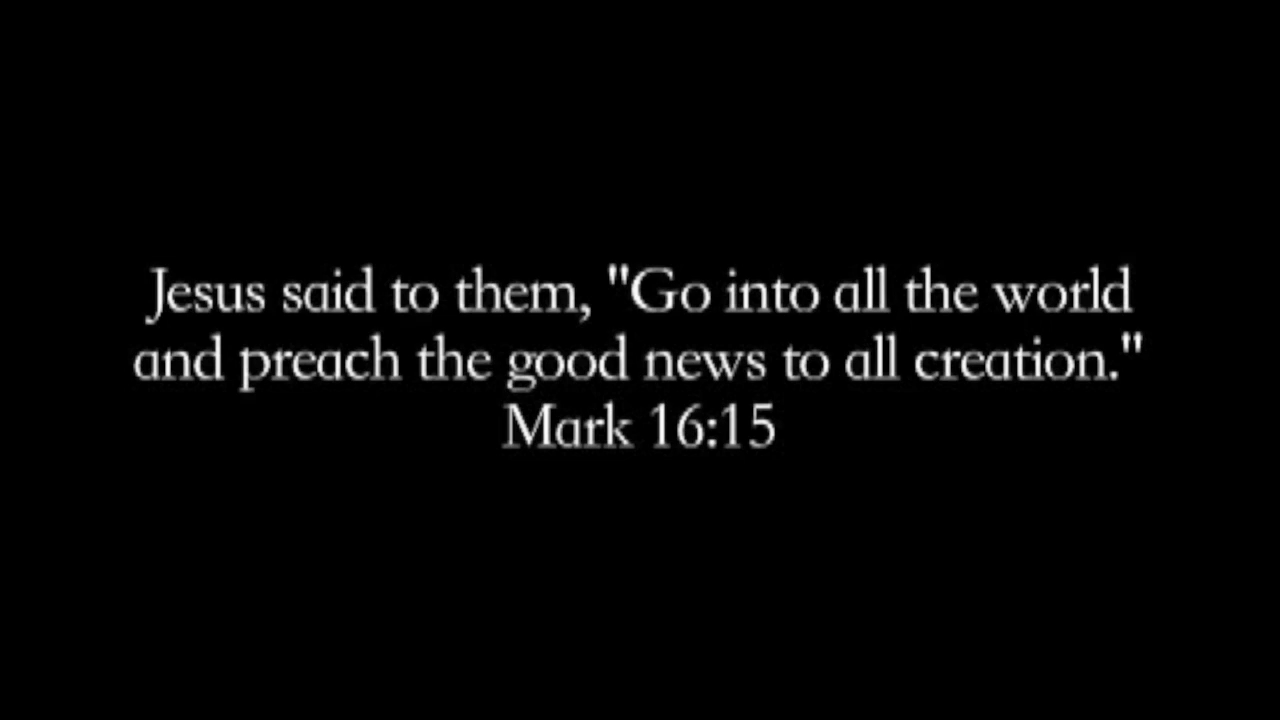 Jesus said to them, "Go into all the world
and preach the good news to all creation."
Mark 16:15